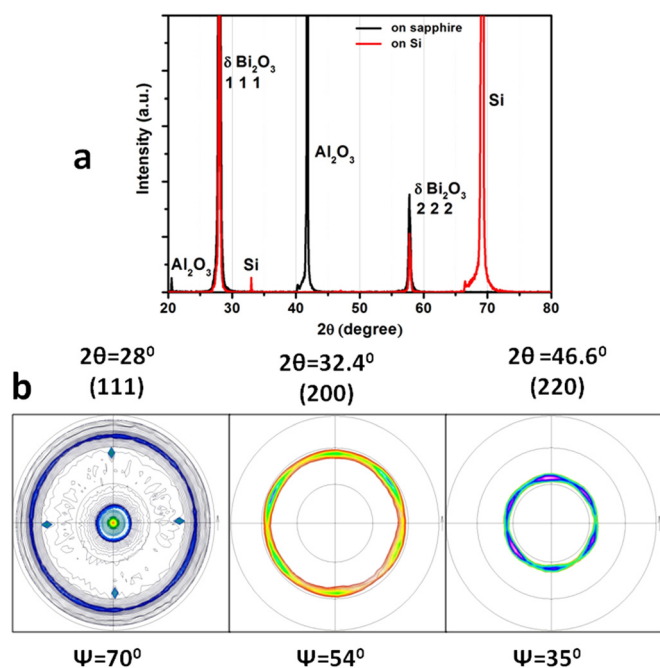 on sapphire
on Si
δ Bi₂O₃
1 1 1
Si
Al₂O₃
δ Bi₂O₃
2 2 2
Al₂O₃
Si
Intensity (a.u.)
a
20 30 40 50 60 70 80
2θ (degree)
2θ=28⁰ 2θ=32.4⁰ 2θ=46.6⁰
b (111) (200) (220)
Ψ=70⁰ Ψ=54⁰ Ψ=35⁰